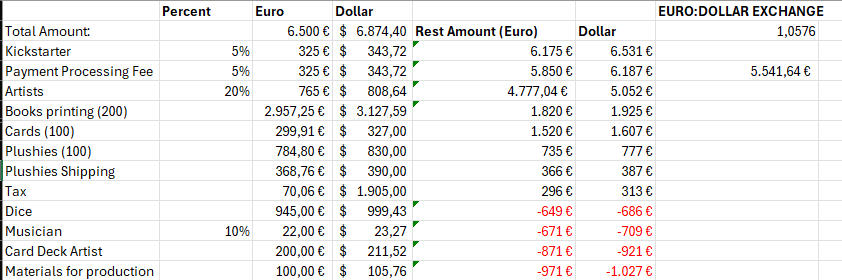 Percent Euro Dollar EURO:DOLLAR EXCHANGE
Total Amount: 6.500 € $ 6.874,40 Rest Amount (Euro) Dollar 1,0576
Kickstarter 5% 325 € $ 343,72 6.175 € 6.531 €
Payment Processing Fee 5% 325 € $ 343,72 5.850 € 6.187 € 5.541,64 €
Artists 20% 765 € $ 808,64 4.777,04 € 5.052 €
Books printing (200) 2.957,25 € $ 3.127,59 1.820 € 1.925 €
Cards (100) 299,91 € $ 327,00 1.520 € 1.607 €
Plushies (100) 784,80 € $ 830,00 735 € 777 €
Plushies Shipping 368,76 € $ 390,00 366 € 387 €
Tax 70,06 € $ 1.905,00 296 € 313 €
Dice 945,00 € $ 999,43 -649 € -686 €
Musician 10% 22,00 € $ 23,27 -671 € -709 €
Card Deck Artist 200,00 € $ 211,52 -871 € -921 €
Materials for production 100,00 € $ 105,76 -971 € -1.027 €